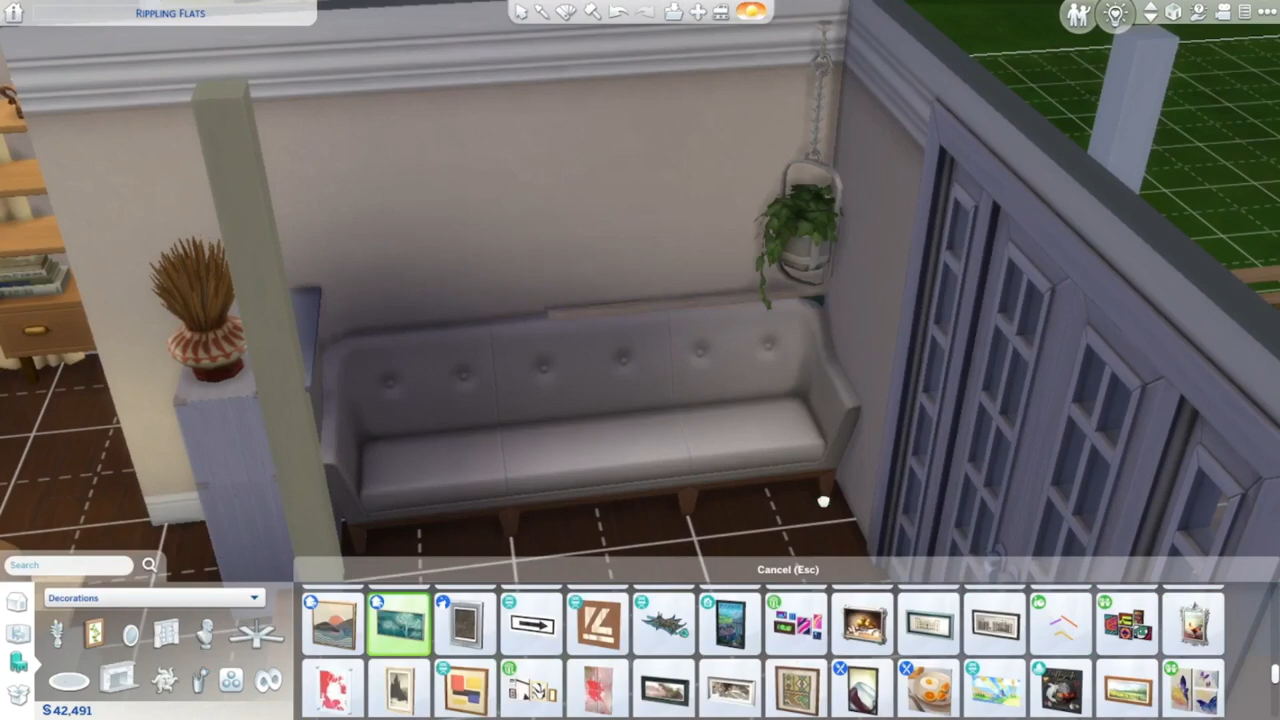 RIPPLING FLATS
Search
Cancel (Esc)
Decorations
$42,491